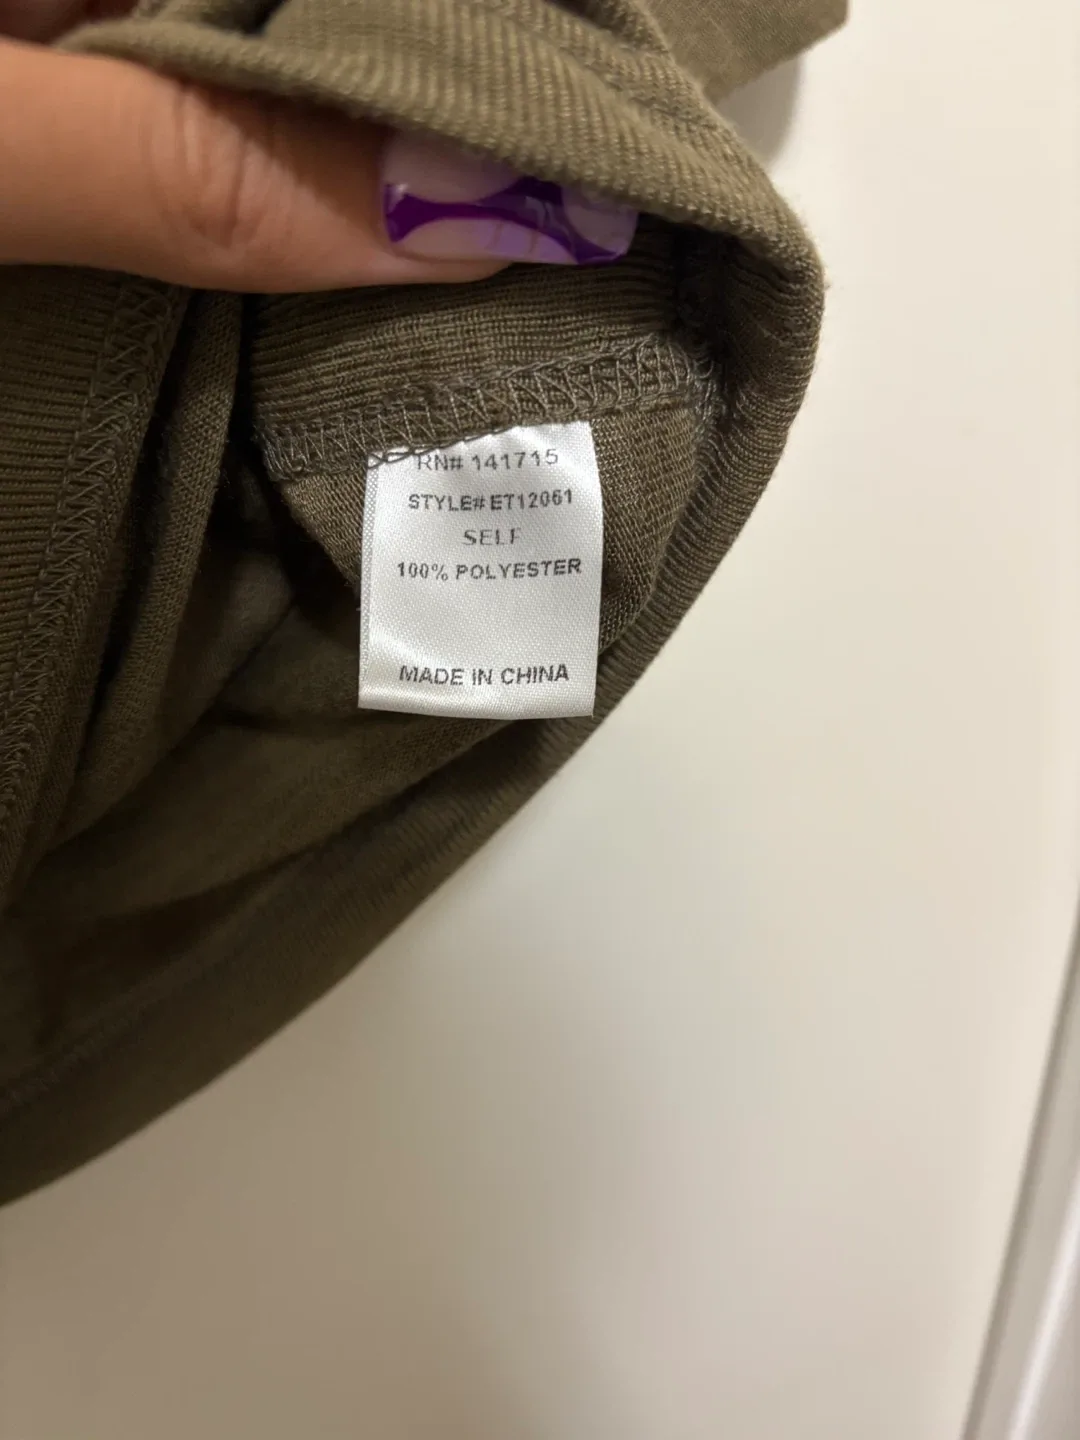 RN# 141715
STYLE# ET12061
SELF
100% POLYESTER
MADE IN CHINA